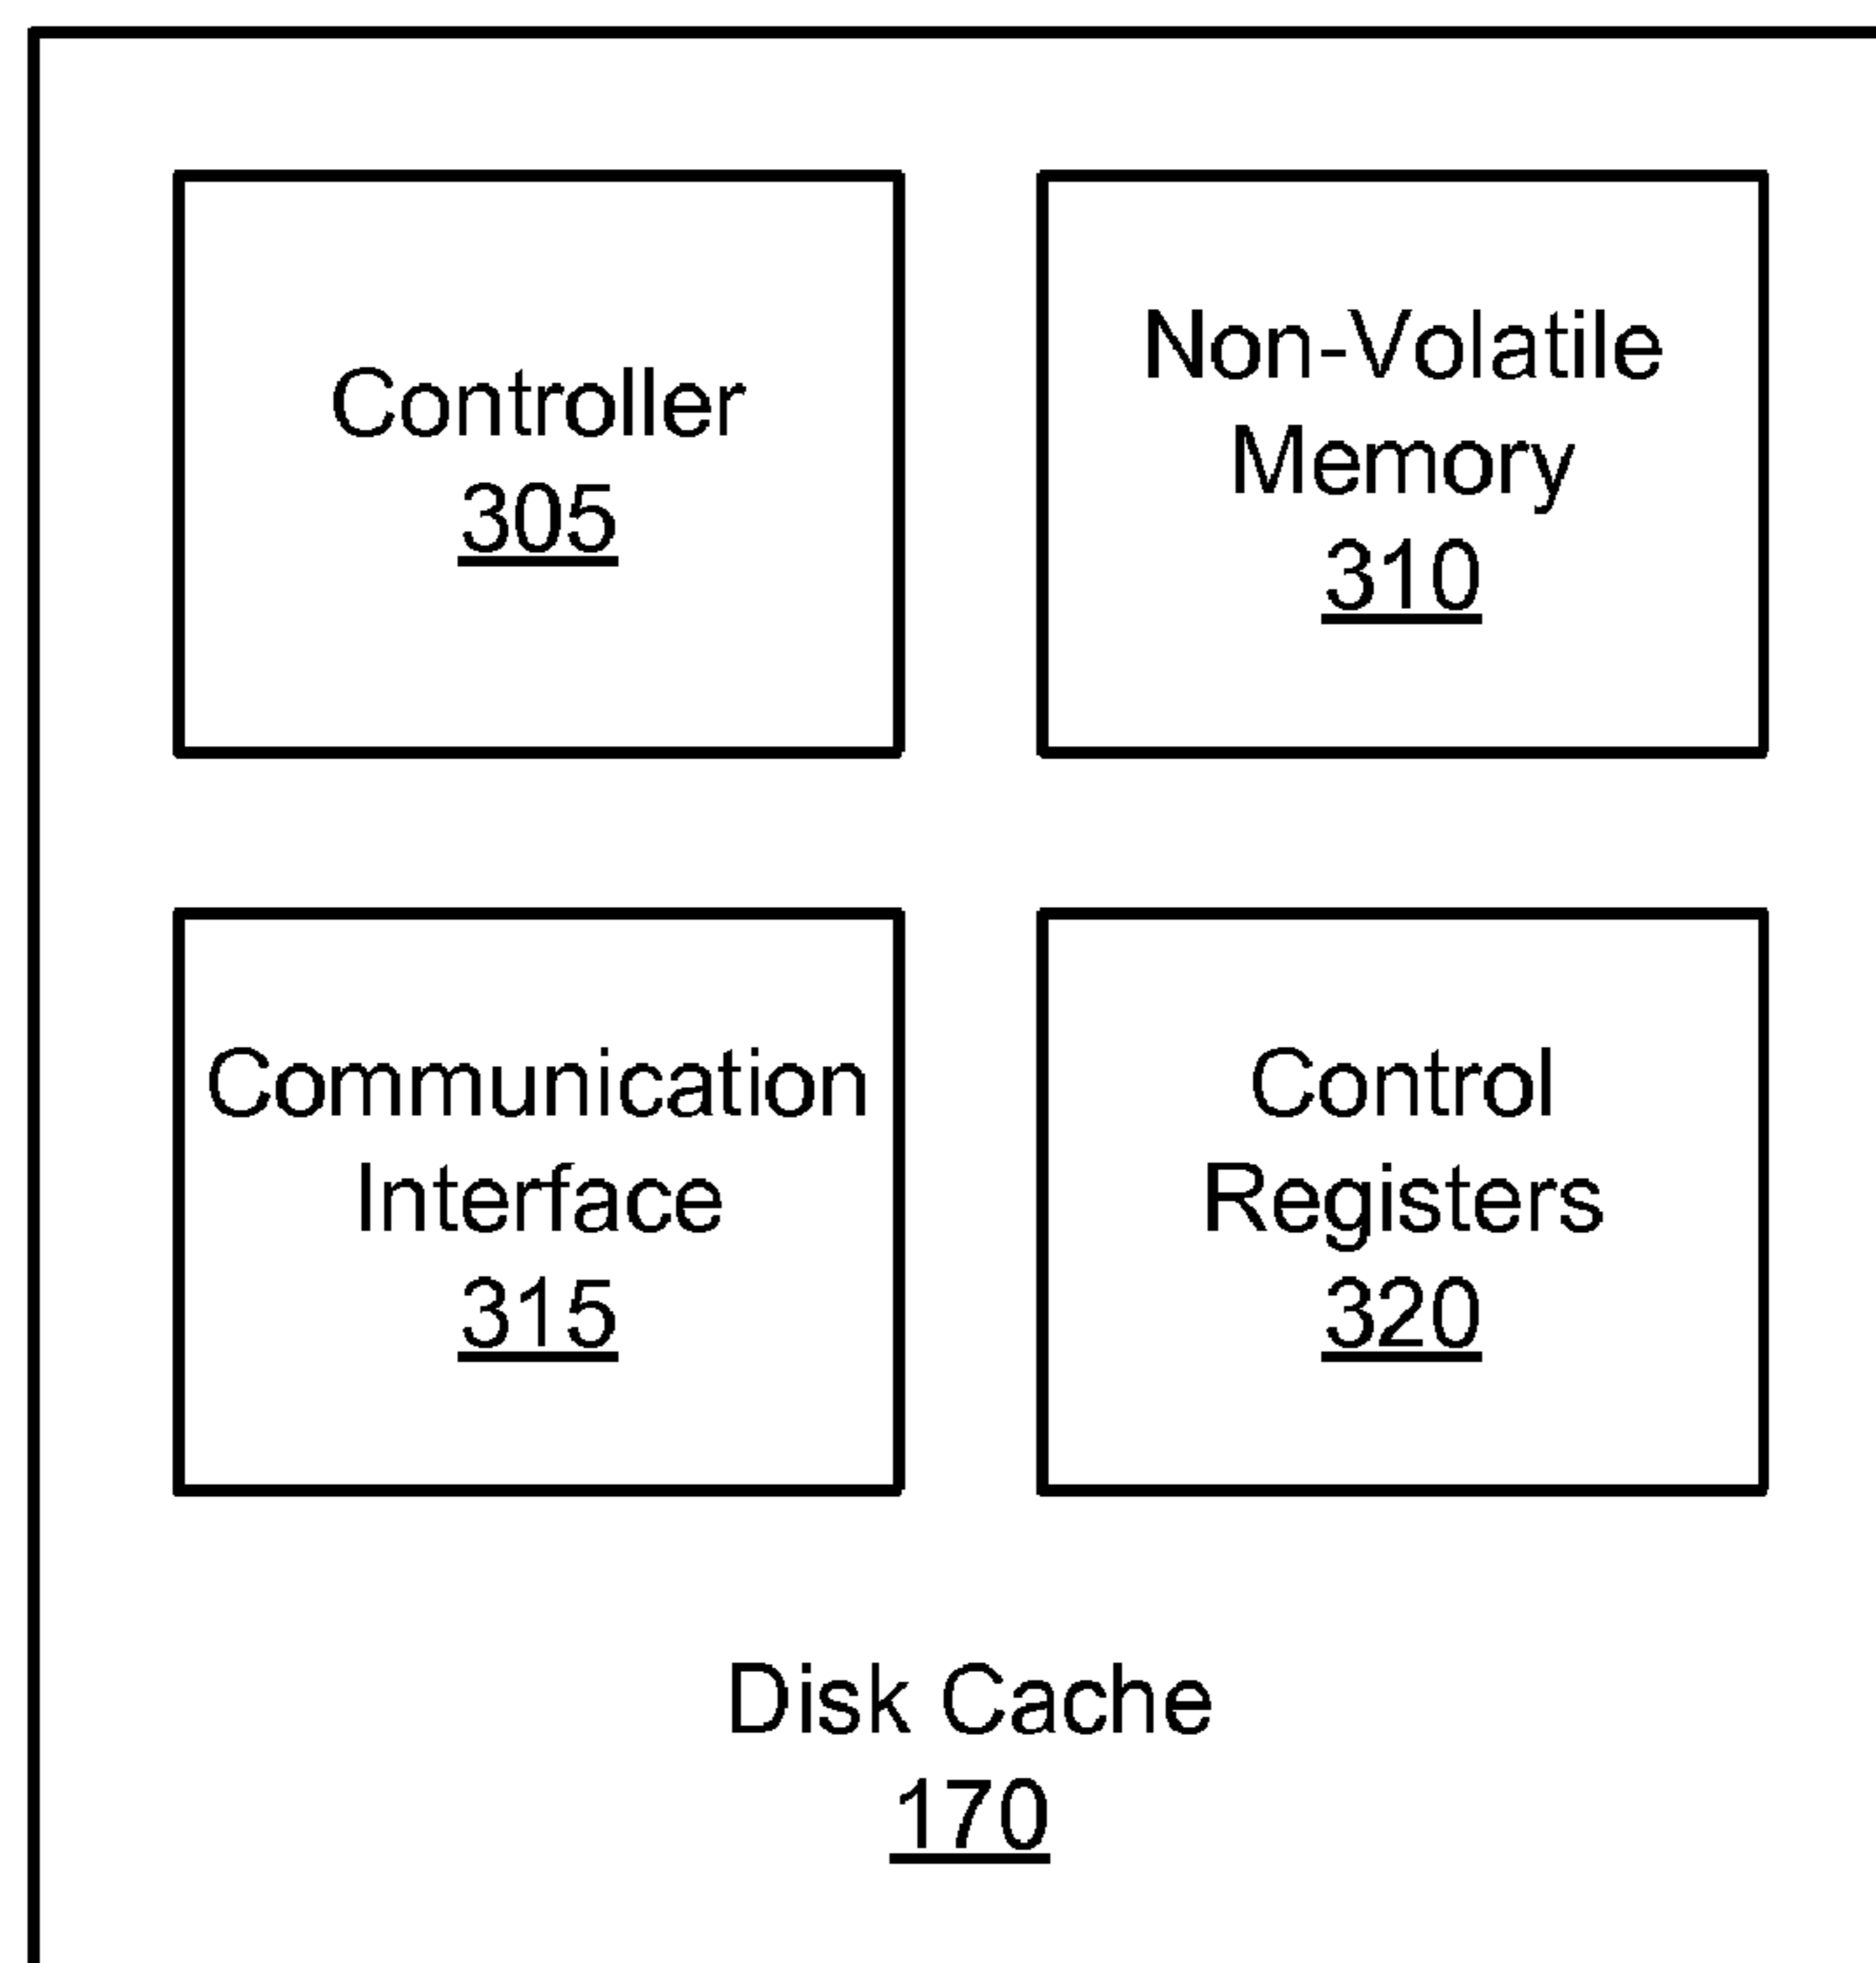 Controller
305
Non-Volatile
Memory
310
Communication
Interface
315
Control
Registers
320
Disk Cache
170